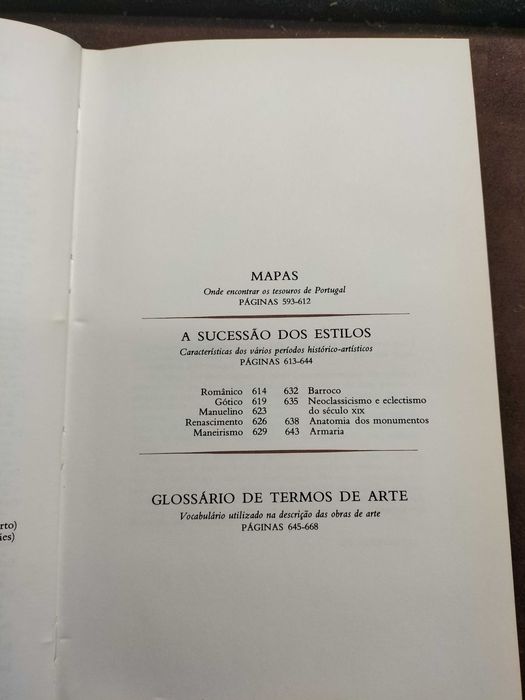 MAPAS
Onde encontrar os tesouros de Portugal
PÁGINAS 593-612
A SUCESSÃO DOS ESTILOS
Características dos vários períodos histórico-artísticos
PÁGINAS 613-644
Românico 614
Gótico 619
Manuelino 623
Renascimento 626
Maneirismo 629
632 Barroco
635 Neoclassicismo e eclectismo
do século xix
638 Anatomia dos monumentos
643 Armaria
GLOSSÁRIO DE TERMOS DE ARTE
Vocabulário utilizado na descrição das obras de arte
PÁGINAS 645-668
rto)
ies)